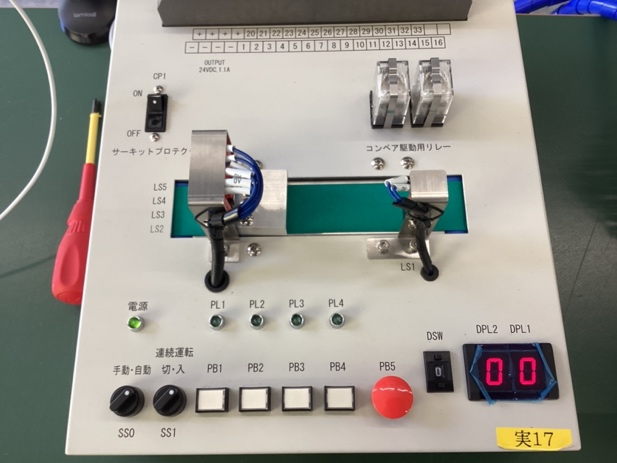 + + + + 20 21 22 23 24 25 26 27 28 29 30 31 32 33
− − − − 1 2 3 4 5 6 7 8 9 10 11 12 13 14 15 16
OUTPUT
24VDC, 1.1A
CP1
ON
OFF
サーキットプロテク
コンベア駆動用リレー
LS5
LS4
LS3
LS2
0V
LS1
電源
PL1 PL2 PL3 PL4
DSW
DPL2 DPL1
手動・自動
連続運転
切・入
PB1 PB2 PB3 PB4 PB5
0
00
SS0 SS1
実17